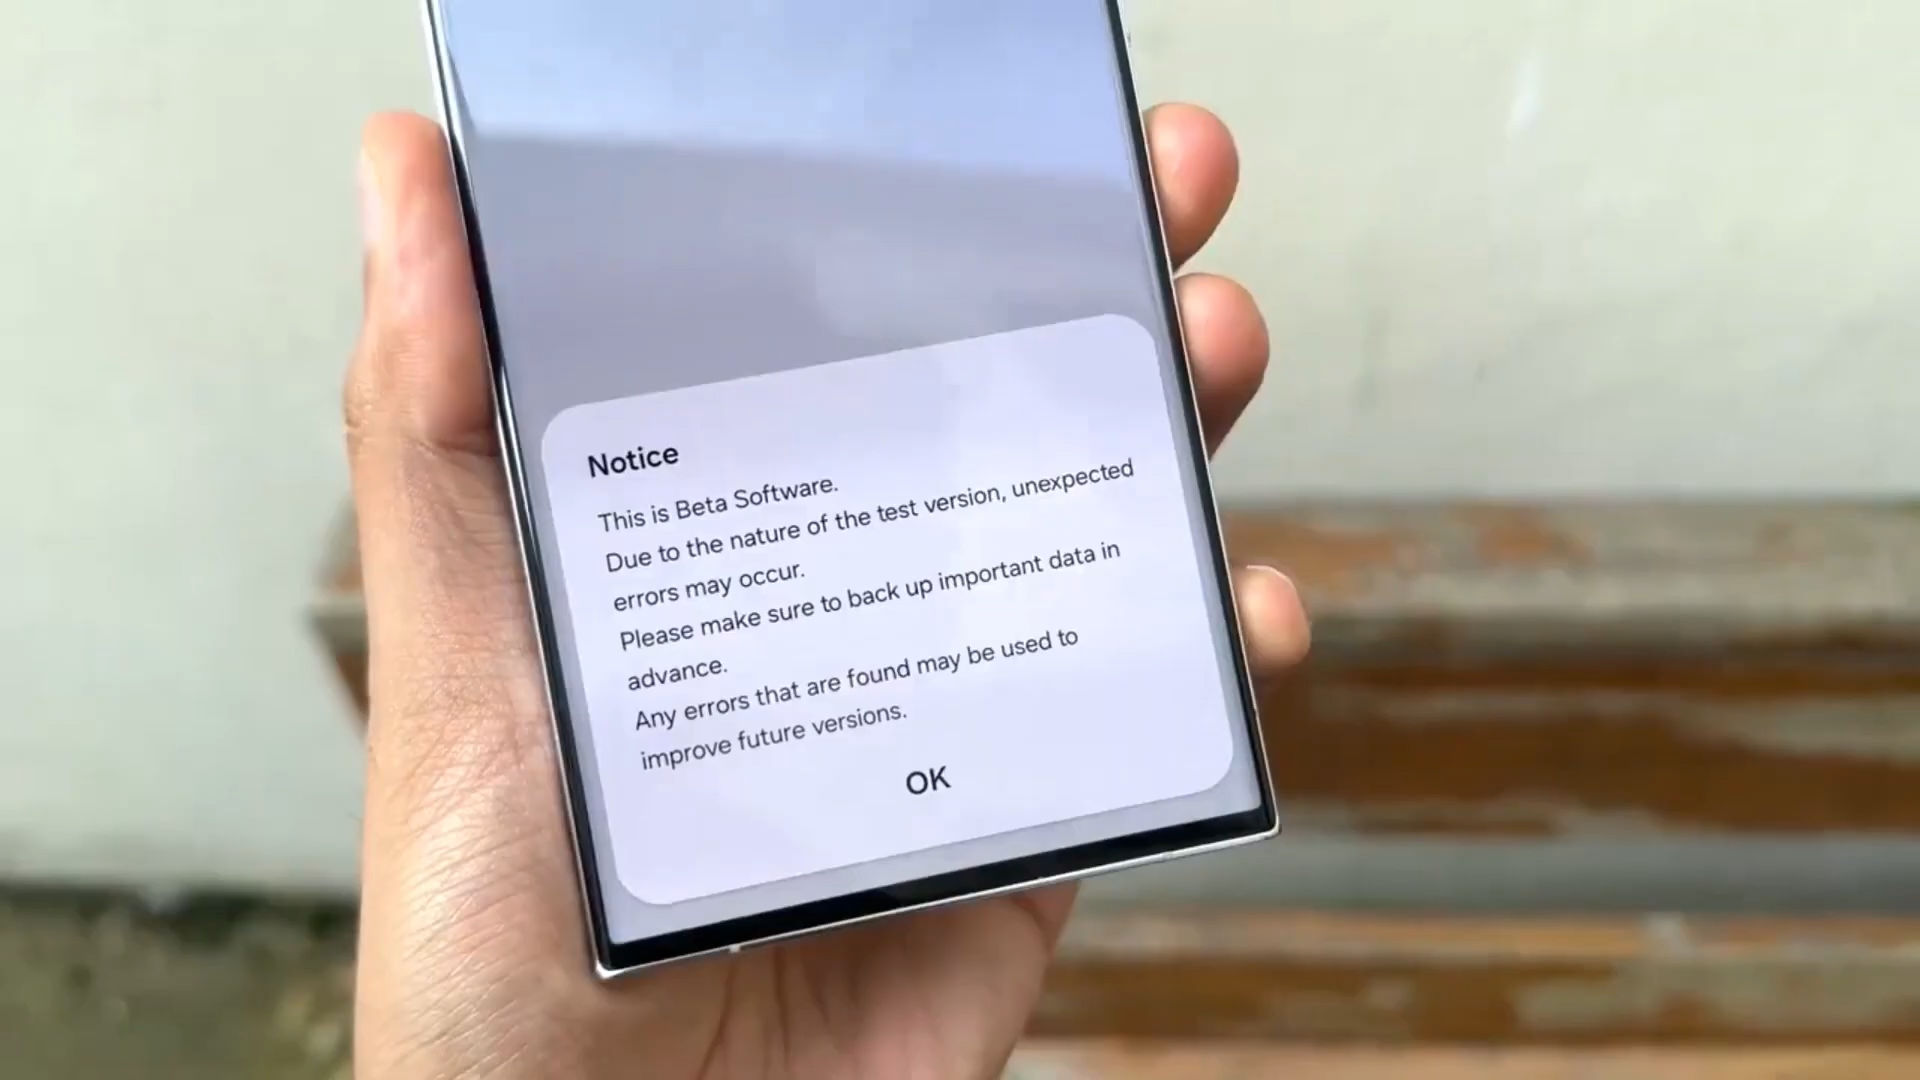 Notice
This is Beta Software.
Due to the nature of the test version, unexpected
errors may occur.
Please make sure to back up important data in
advance.
Any errors that are found may be used to
improve future versions.
OK